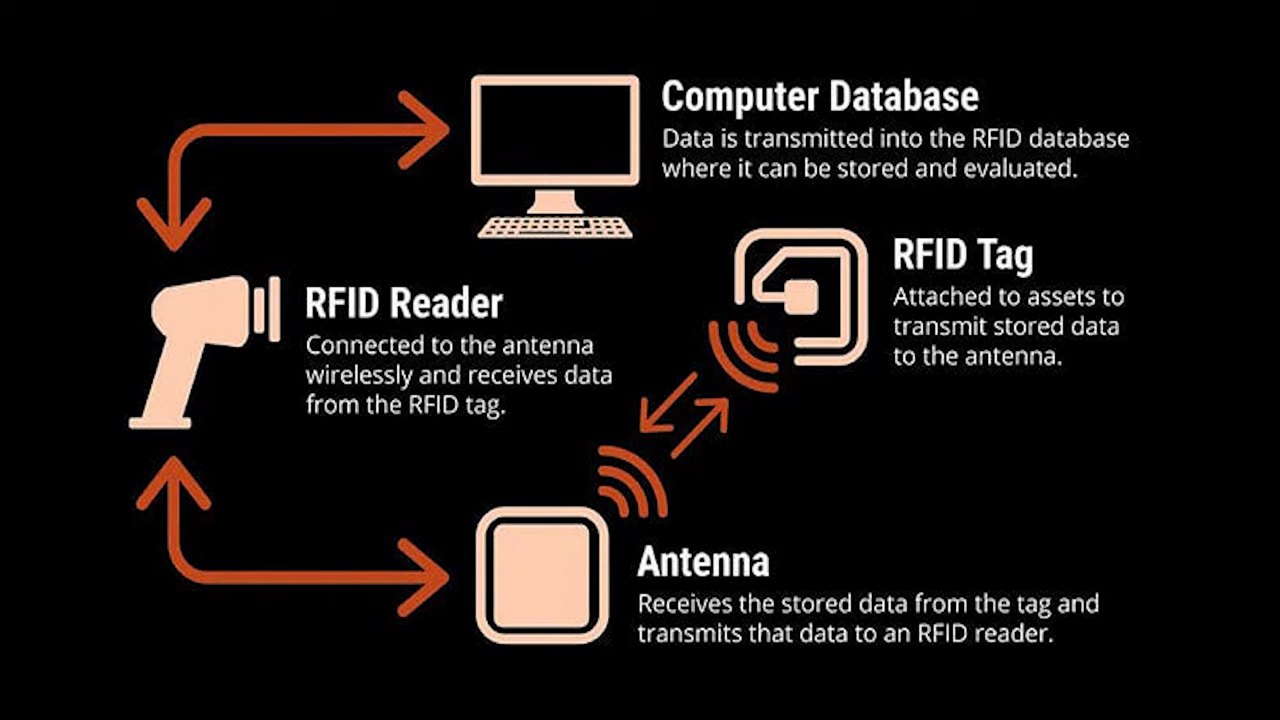 Computer Database
Data is transmitted into the RFID database
where it can be stored and evaluated.
RFID Tag
Attached to assets to
transmit stored data
to the antenna.
RFID Reader
Connected to the antenna
wirelessly and receives data
from the RFID tag.
Antenna
Receives the stored data from the tag and
transmits that data to an RFID reader.